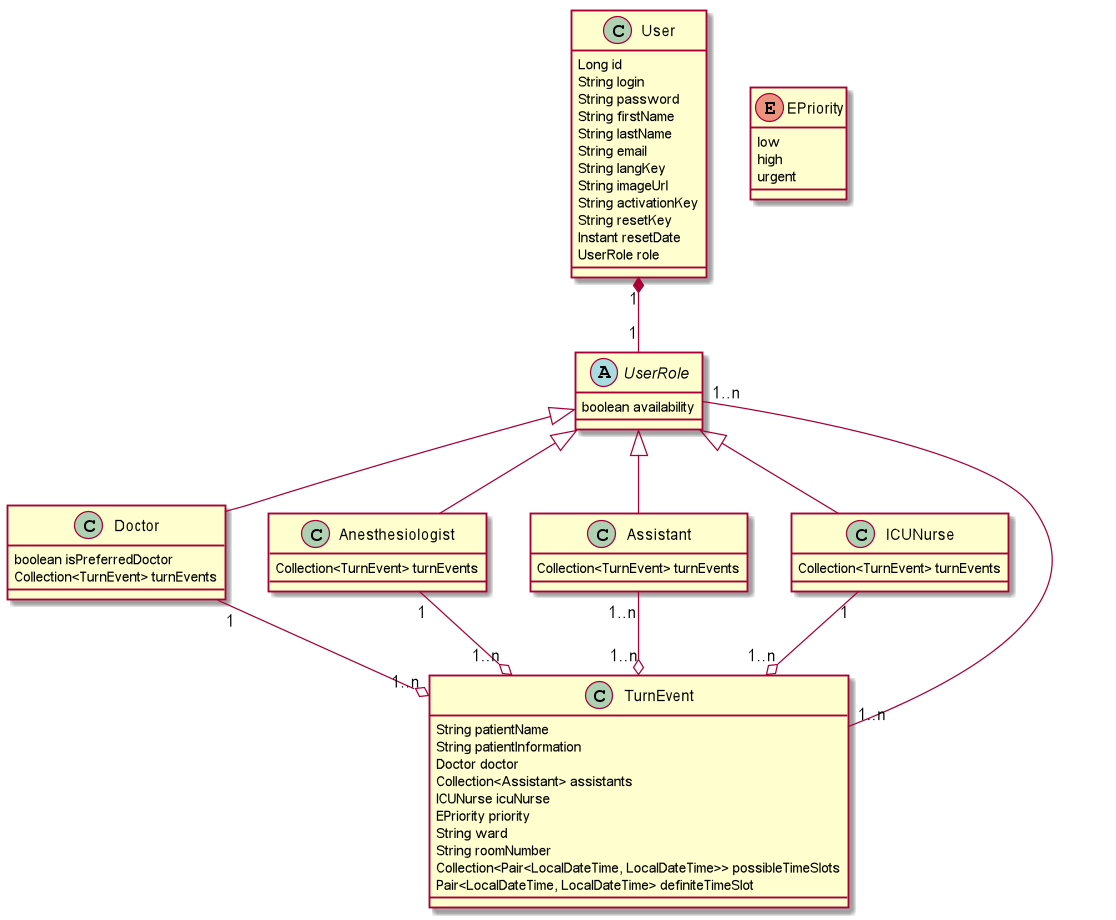 C User
Long id
String login
String password
String firstName
String lastName
String email
String langKey
String imageUrl
String activationKey
String resetKey
Instant resetDate
UserRole role
E EPriority
low
high
urgent
1
1
A UserRole
boolean availability
1..n
C Doctor
boolean isPreferredDoctor
Collection<TurnEvent> turnEvents
C Anesthesiologist
Collection<TurnEvent> turnEvents
C Assistant
Collection<TurnEvent> turnEvents
C ICUNurse
Collection<TurnEvent> turnEvents
1
1
1..n
1
1..n
1..n
1..n
1..n
1..n
C TurnEvent
String patientName
String patientInformation
Doctor doctor
Collection<Assistant> assistants
ICUNurse icuNurse
EPriority priority
String ward
String roomNumber
Collection<Pair<LocalDateTime, LocalDateTime>> possibleTimeSlots
Pair<LocalDateTime, LocalDateTime> definiteTimeSlot